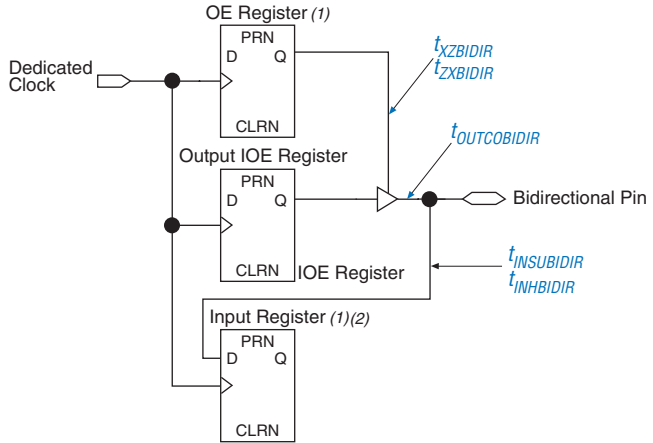 OE Register (1)
PRN
D Q
CLRN
Dedicated
Clock
tXZBIDIR
tZXBIDIR
tOUTCOBIDIR
Output IOE Register
PRN
D Q
CLRN
Bidirectional Pin
IOE Register
tINSUBIDIR
tINHBIDIR
Input Register (1)(2)
PRN
D Q
CLRN